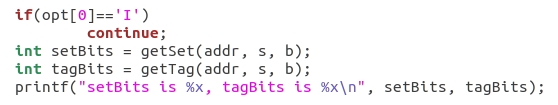 if(opt[0]=='I')
        continue;
int setBits = getSet(addr, s, b);
int tagBits = getTag(addr, s, b);
printf("setBits is %x, tagBits is %x\n", setBits, tagBits);